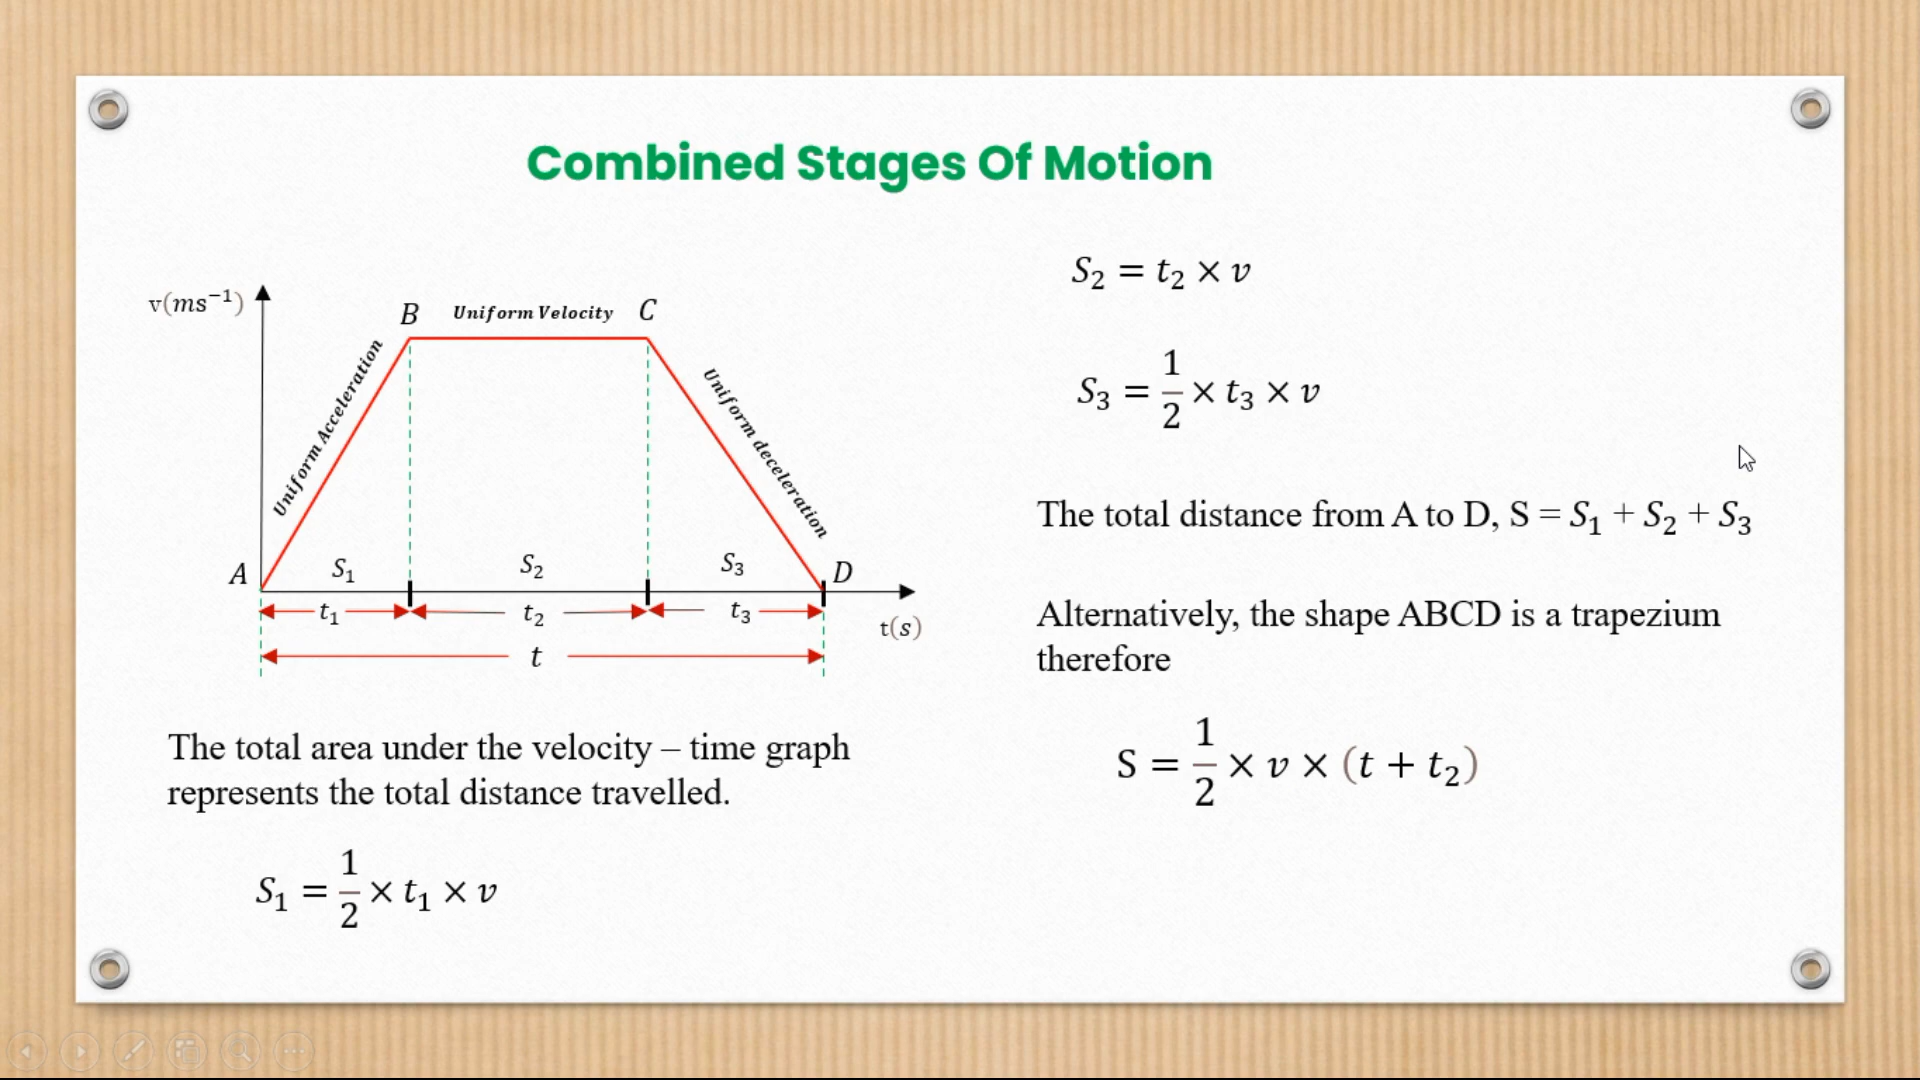 Combined Stages Of Motion
v(ms⁻¹)
B
Uniform Velocity
C
Uniform Acceleration
Uniform deceleration
A
S₁
S₂
S₃
D
t₁
t₂
t₃
t(s)
t
The total area under the velocity – time graph
represents the total distance travelled.
S₁ = 1/2 × t₁ × v
S₂ = t₂ × v
S₃ = 1/2 × t₃ × v
The total distance from A to D, S = S₁ + S₂ + S₃
Alternatively, the shape ABCD is a trapezium
therefore
S = 1/2 × v × (t + t₂)